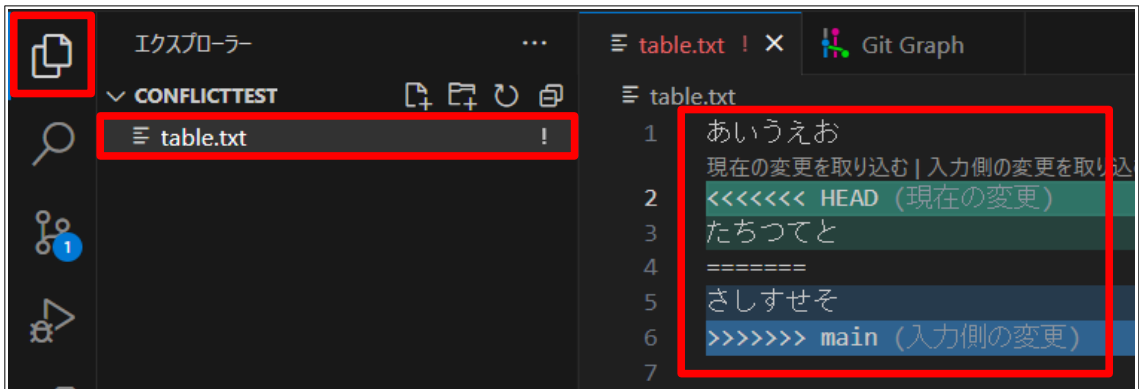 エクスプローラー ...
CONFLICTTEST
table.txt !
1
table.txt ! × Git Graph
table.txt
1 あいうえお
現在の変更を取り込む | 入力側の変更を取り込
2 <<<<<<< HEAD (現在の変更)
3 たちつてと
4 =======
5 さしすせそ
6 >>>>>>> main (入力側の変更)
7